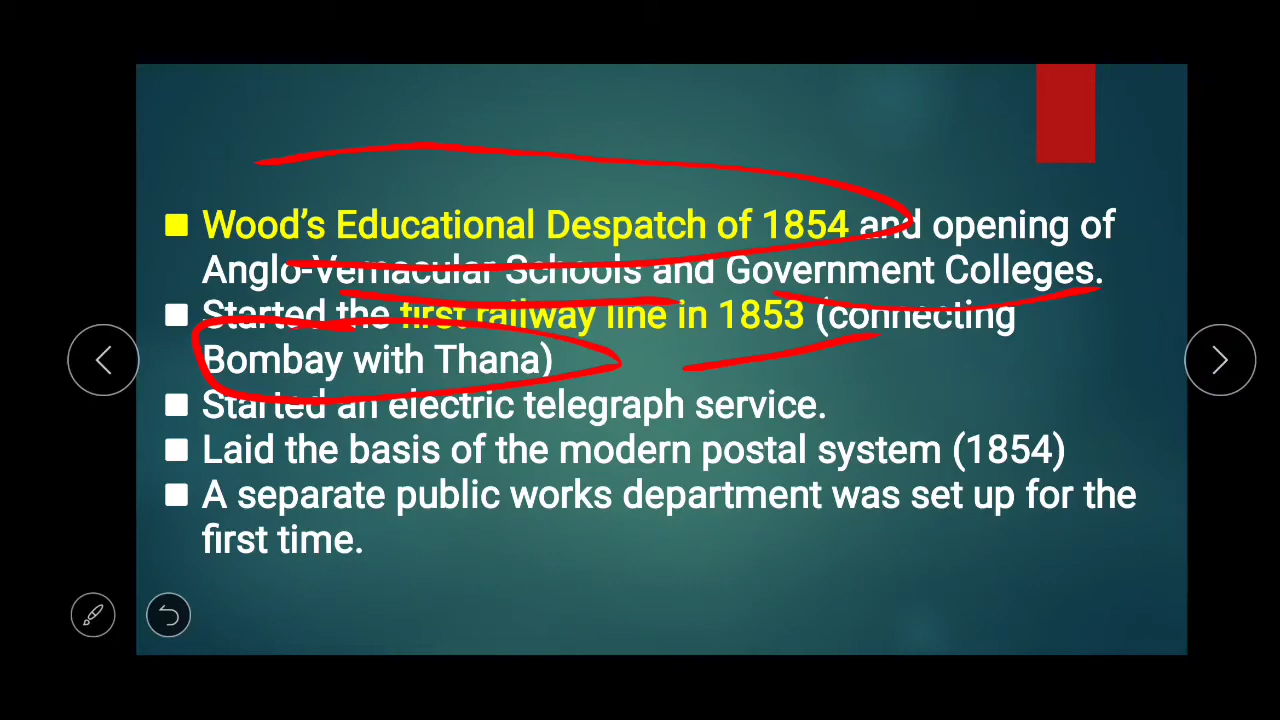 Wood's Educational Despatch of 1854 and opening of
Anglo-Vernacular Schools and Government Colleges.
Started the first railway line in 1853 (connecting
Bombay with Thana)
Started an electric telegraph service.
Laid the basis of the modern postal system (1854)
A separate public works department was set up for the
first time.